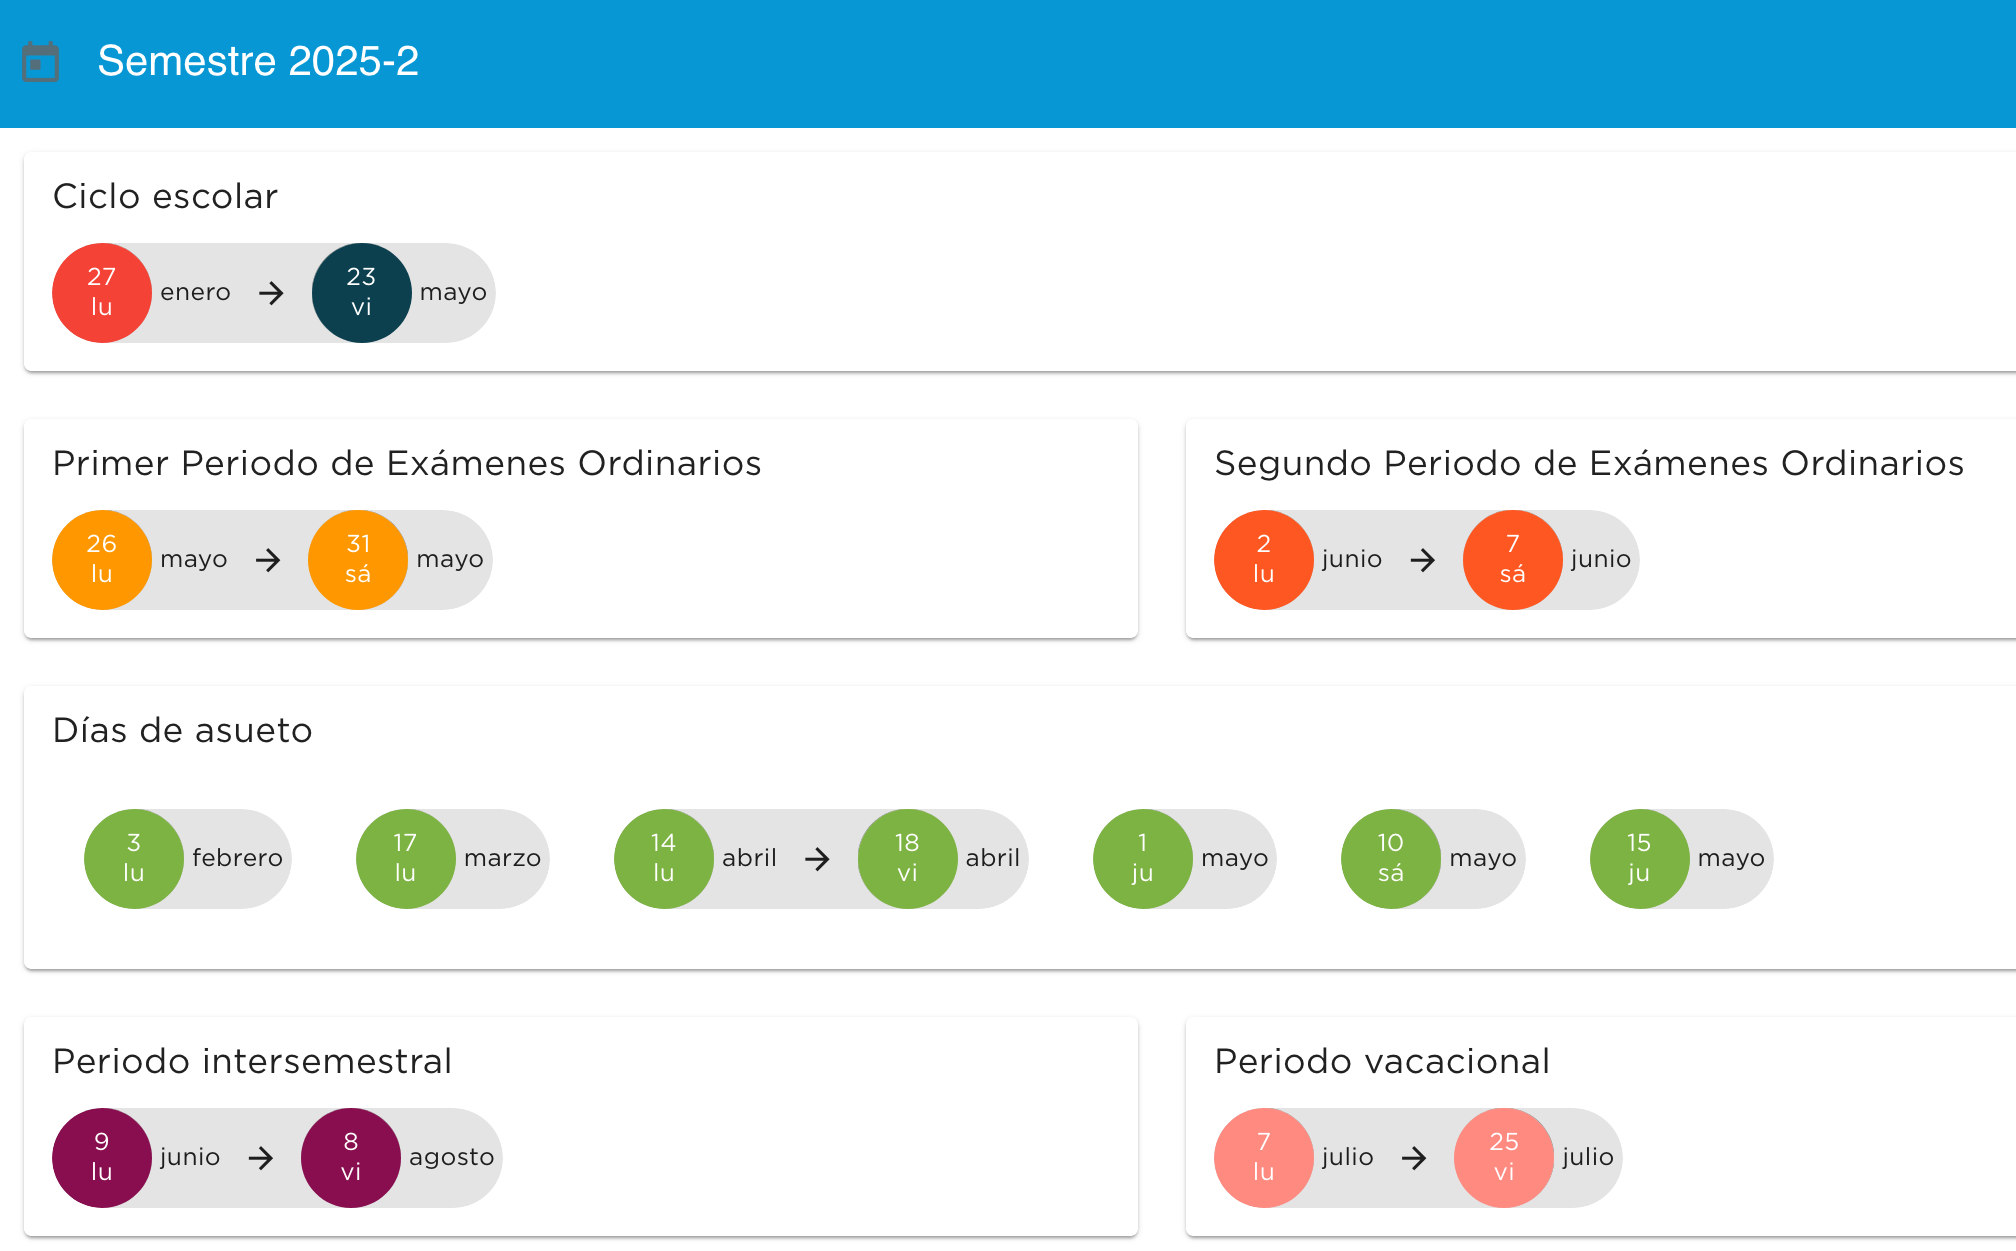 Semestre 2025-2
Ciclo escolar
27 lu enero → 23 vi mayo
Primer Periodo de Exámenes Ordinarios
26 lu mayo → 31 sá mayo
Segundo Periodo de Exámenes Ordinarios
2 lu junio → 7 sá junio
Días de asueto
3 lu febrero
17 lu marzo
14 lu abril → 18 vi abril
1 ju mayo
10 sá mayo
15 ju mayo
Periodo intersemestral
9 lu junio → 8 vi agosto
Periodo vacacional
7 lu julio → 25 vi julio